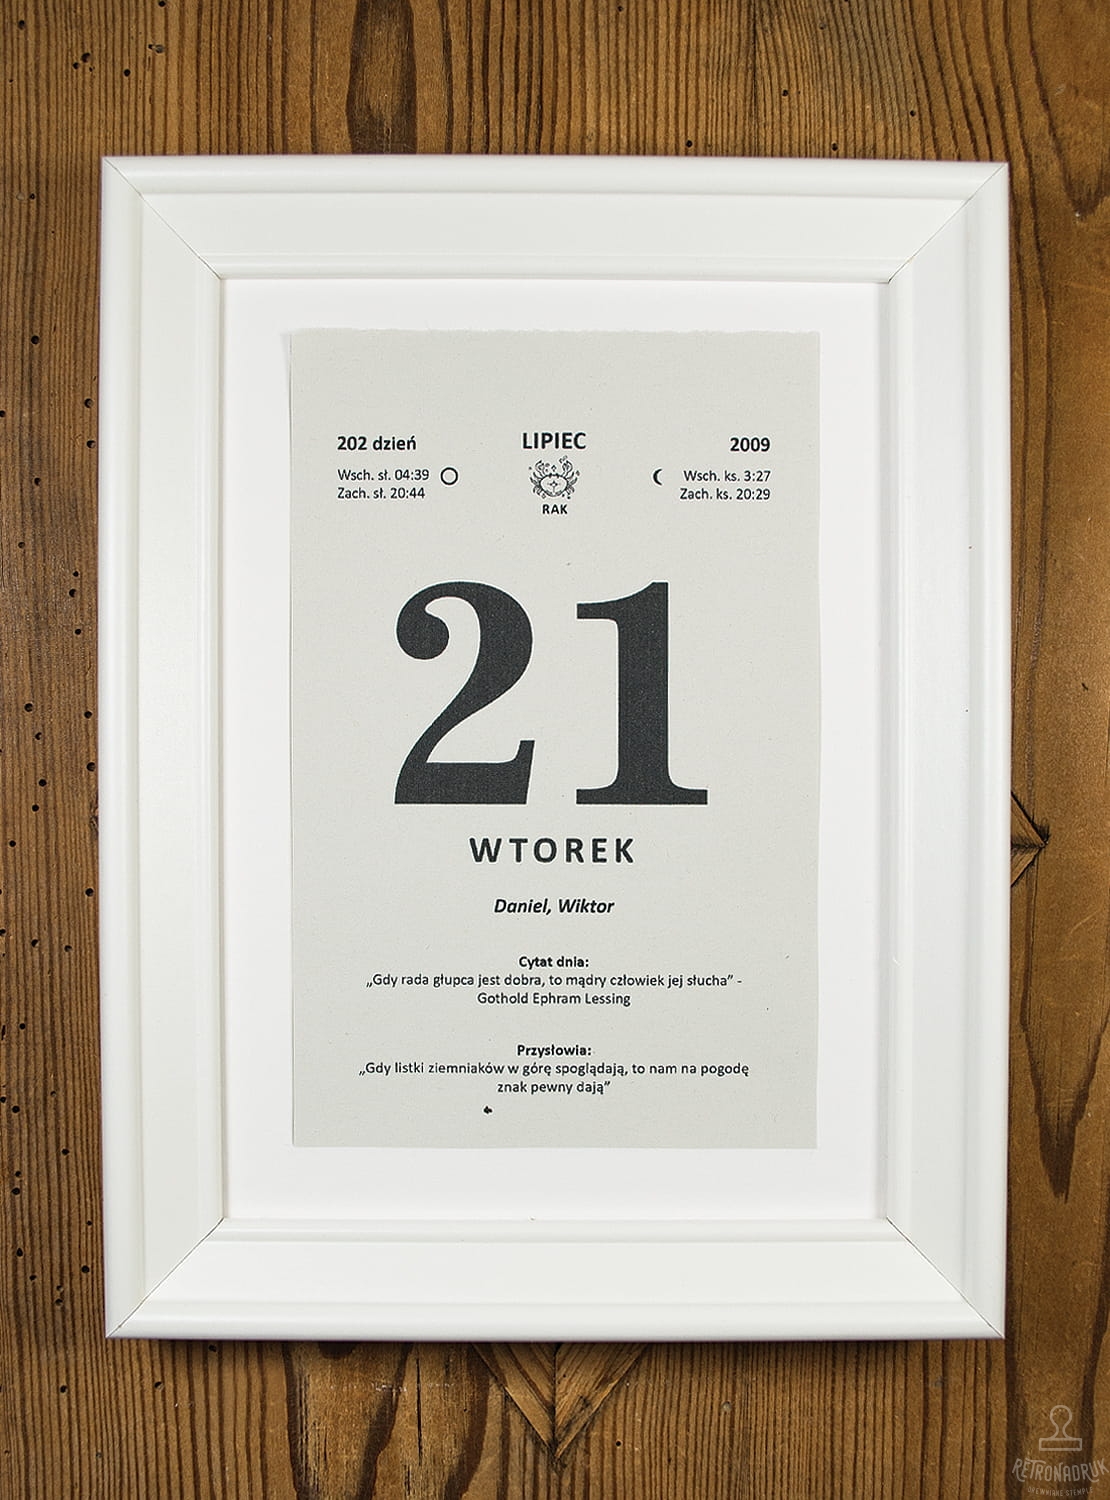 202 dzień LIPIEC 2009
Wsch. sł. 04:39 Wsch. ks. 3:27
Zach. sł. 20:44 Zach. ks. 20:29
RAK
21
WTOREK
Daniel, Wiktor
Cytat dnia:
„Gdy rada głupca jest dobra, to mądry człowiek jej słucha” -
Gothold Ephram Lessing
Przysłowia:
„Gdy listki ziemniaków w górę spoglądają, to nam na pogodę
znak pewny dają”
RETRONADRUK
DREWNIANE STEMPLE